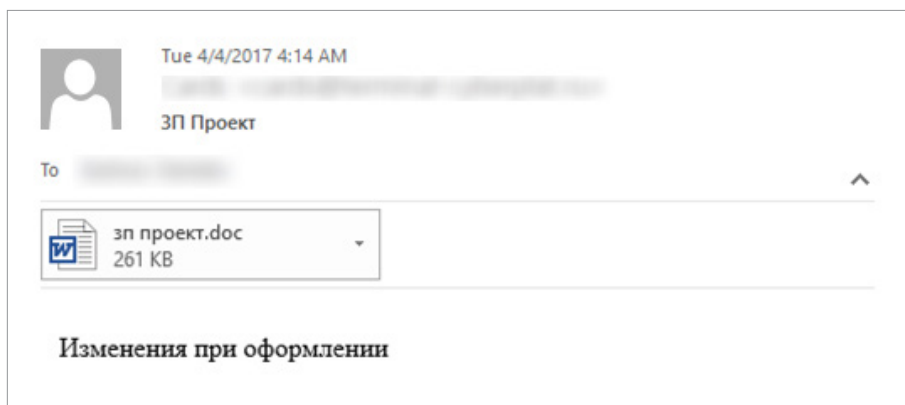 Tue 4/4/2017 4:14 AM
ЗП Проект
To
зп проект.doc
261 KB
Изменения при оформлении